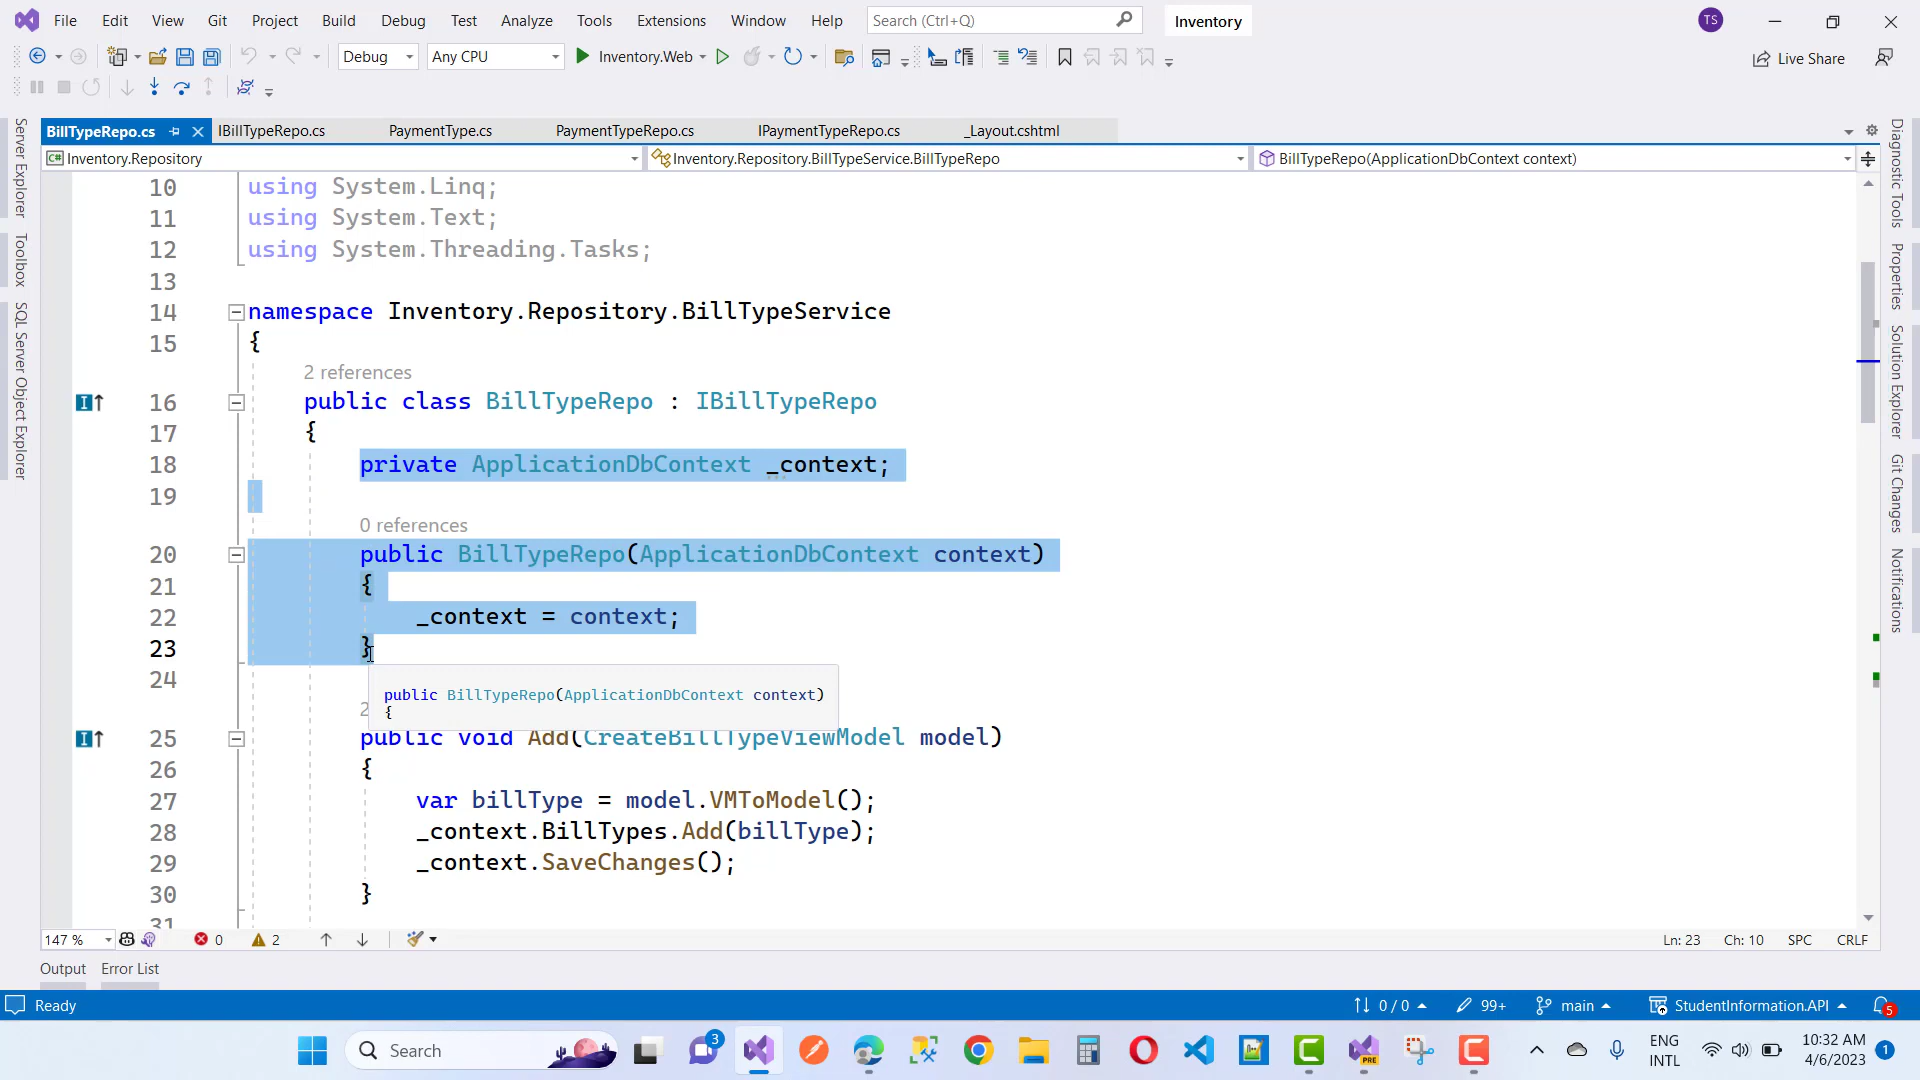 File Edit View Git Project Build Debug Test Analyze Tools Extensions Window Help Search (Ctrl+Q) Inventory TS
Debug Any CPU Inventory.Web Live Share
BillTypeRepo.cs IBillTypeRepo.cs PaymentType.cs PaymentTypeRepo.cs IPaymentTypeRepo.cs _Layout.cshtml
C# Inventory.Repository Inventory.Repository.BillTypeService.BillTypeRepo BillTypeRepo(ApplicationDbContext context)
Server Explorer
Toolbox
SQL Server Object Explorer
10 using System.Linq;
11 using System.Text;
12 using System.Threading.Tasks;
13
14 namespace Inventory.Repository.BillTypeService
15 {
2 references
16 public class BillTypeRepo : IBillTypeRepo
17 {
18 private ApplicationDbContext _context;
19
0 references
20 public BillTypeRepo(ApplicationDbContext context)
21 {
22 _context = context;
23 }
24
public BillTypeRepo(ApplicationDbContext context)
{
2
25 public void Add(CreateBillTypeViewModel model)
26 {
27 var billType = model.VMToModel();
28 _context.BillTypes.Add(billType);
29 _context.SaveChanges();
30 }
31
Diagnostic Tools
Properties
Solution Explorer
Git Changes
Notifications
147 % 0 2 Ln: 23 Ch: 10 SPC CRLF
Output Error List
Ready 0 / 0 99+ main StudentInformation.API 5
Search 3 PRE ENG INTL 10:32 AM 4/6/2023 1